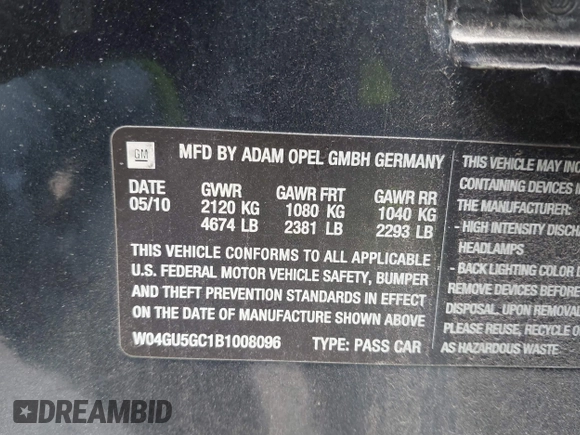 GM
MFD BY ADAM OPEL GMBH GERMANY
DATE GVWR GAWR FRT GAWR RR
05/10 2120 KG 1080 KG 1040 KG
4674 LB 2381 LB 2293 LB
THIS VEHICLE CONFORMS TO ALL APPLICABLE
U.S. FEDERAL MOTOR VEHICLE SAFETY, BUMPER
AND THEFT PREVENTION STANDARDS IN EFFECT
ON THE DATE OF MANUFACTURE SHOWN ABOVE
W04GU5GC1B1008096 TYPE: PASS CAR
THIS VEHICLE MAY
CONTAINING DEVICES
THE MANUFACTURER:
- HIGH INTENSITY
HEADLAMPS
- BACK LIGHTING COLOR
REMOVE DEVICES BEFORE
DISPOSAL. UPON REMOVAL
PLEASE REUSE, RECYCLE
AS HAZARDOUS WASTE
DREAMBID